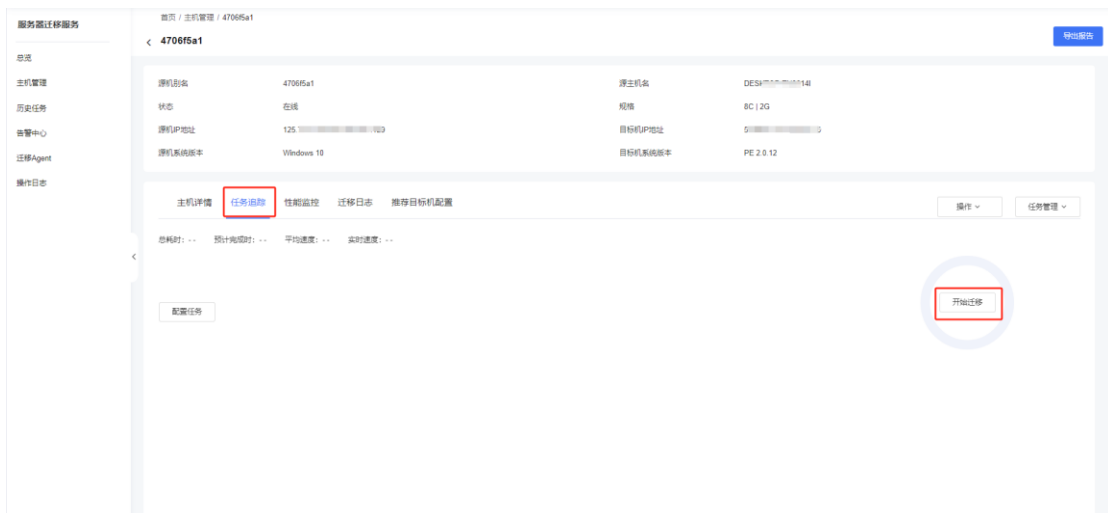 服务器迁移服务
总览
主机管理
历史任务
告警中心
迁移Agent
操作日志
首页 / 主机管理 / 4706f5a1
4706f5a1
导出报告
源机别名 4706f5a1 源主机名
状态 在线 规格 8C | 2G
源机IP地址 125. 目标机IP地址
源机系统版本 Windows 10 目标机系统版本 PE 2.0.12
主机详情 任务追踪 性能监控 迁移日志 推荐目标机配置 操作 任务管理
总耗时: -- 预计完成时: -- 平均速度: -- 实时速度: --
配置任务 开始迁移